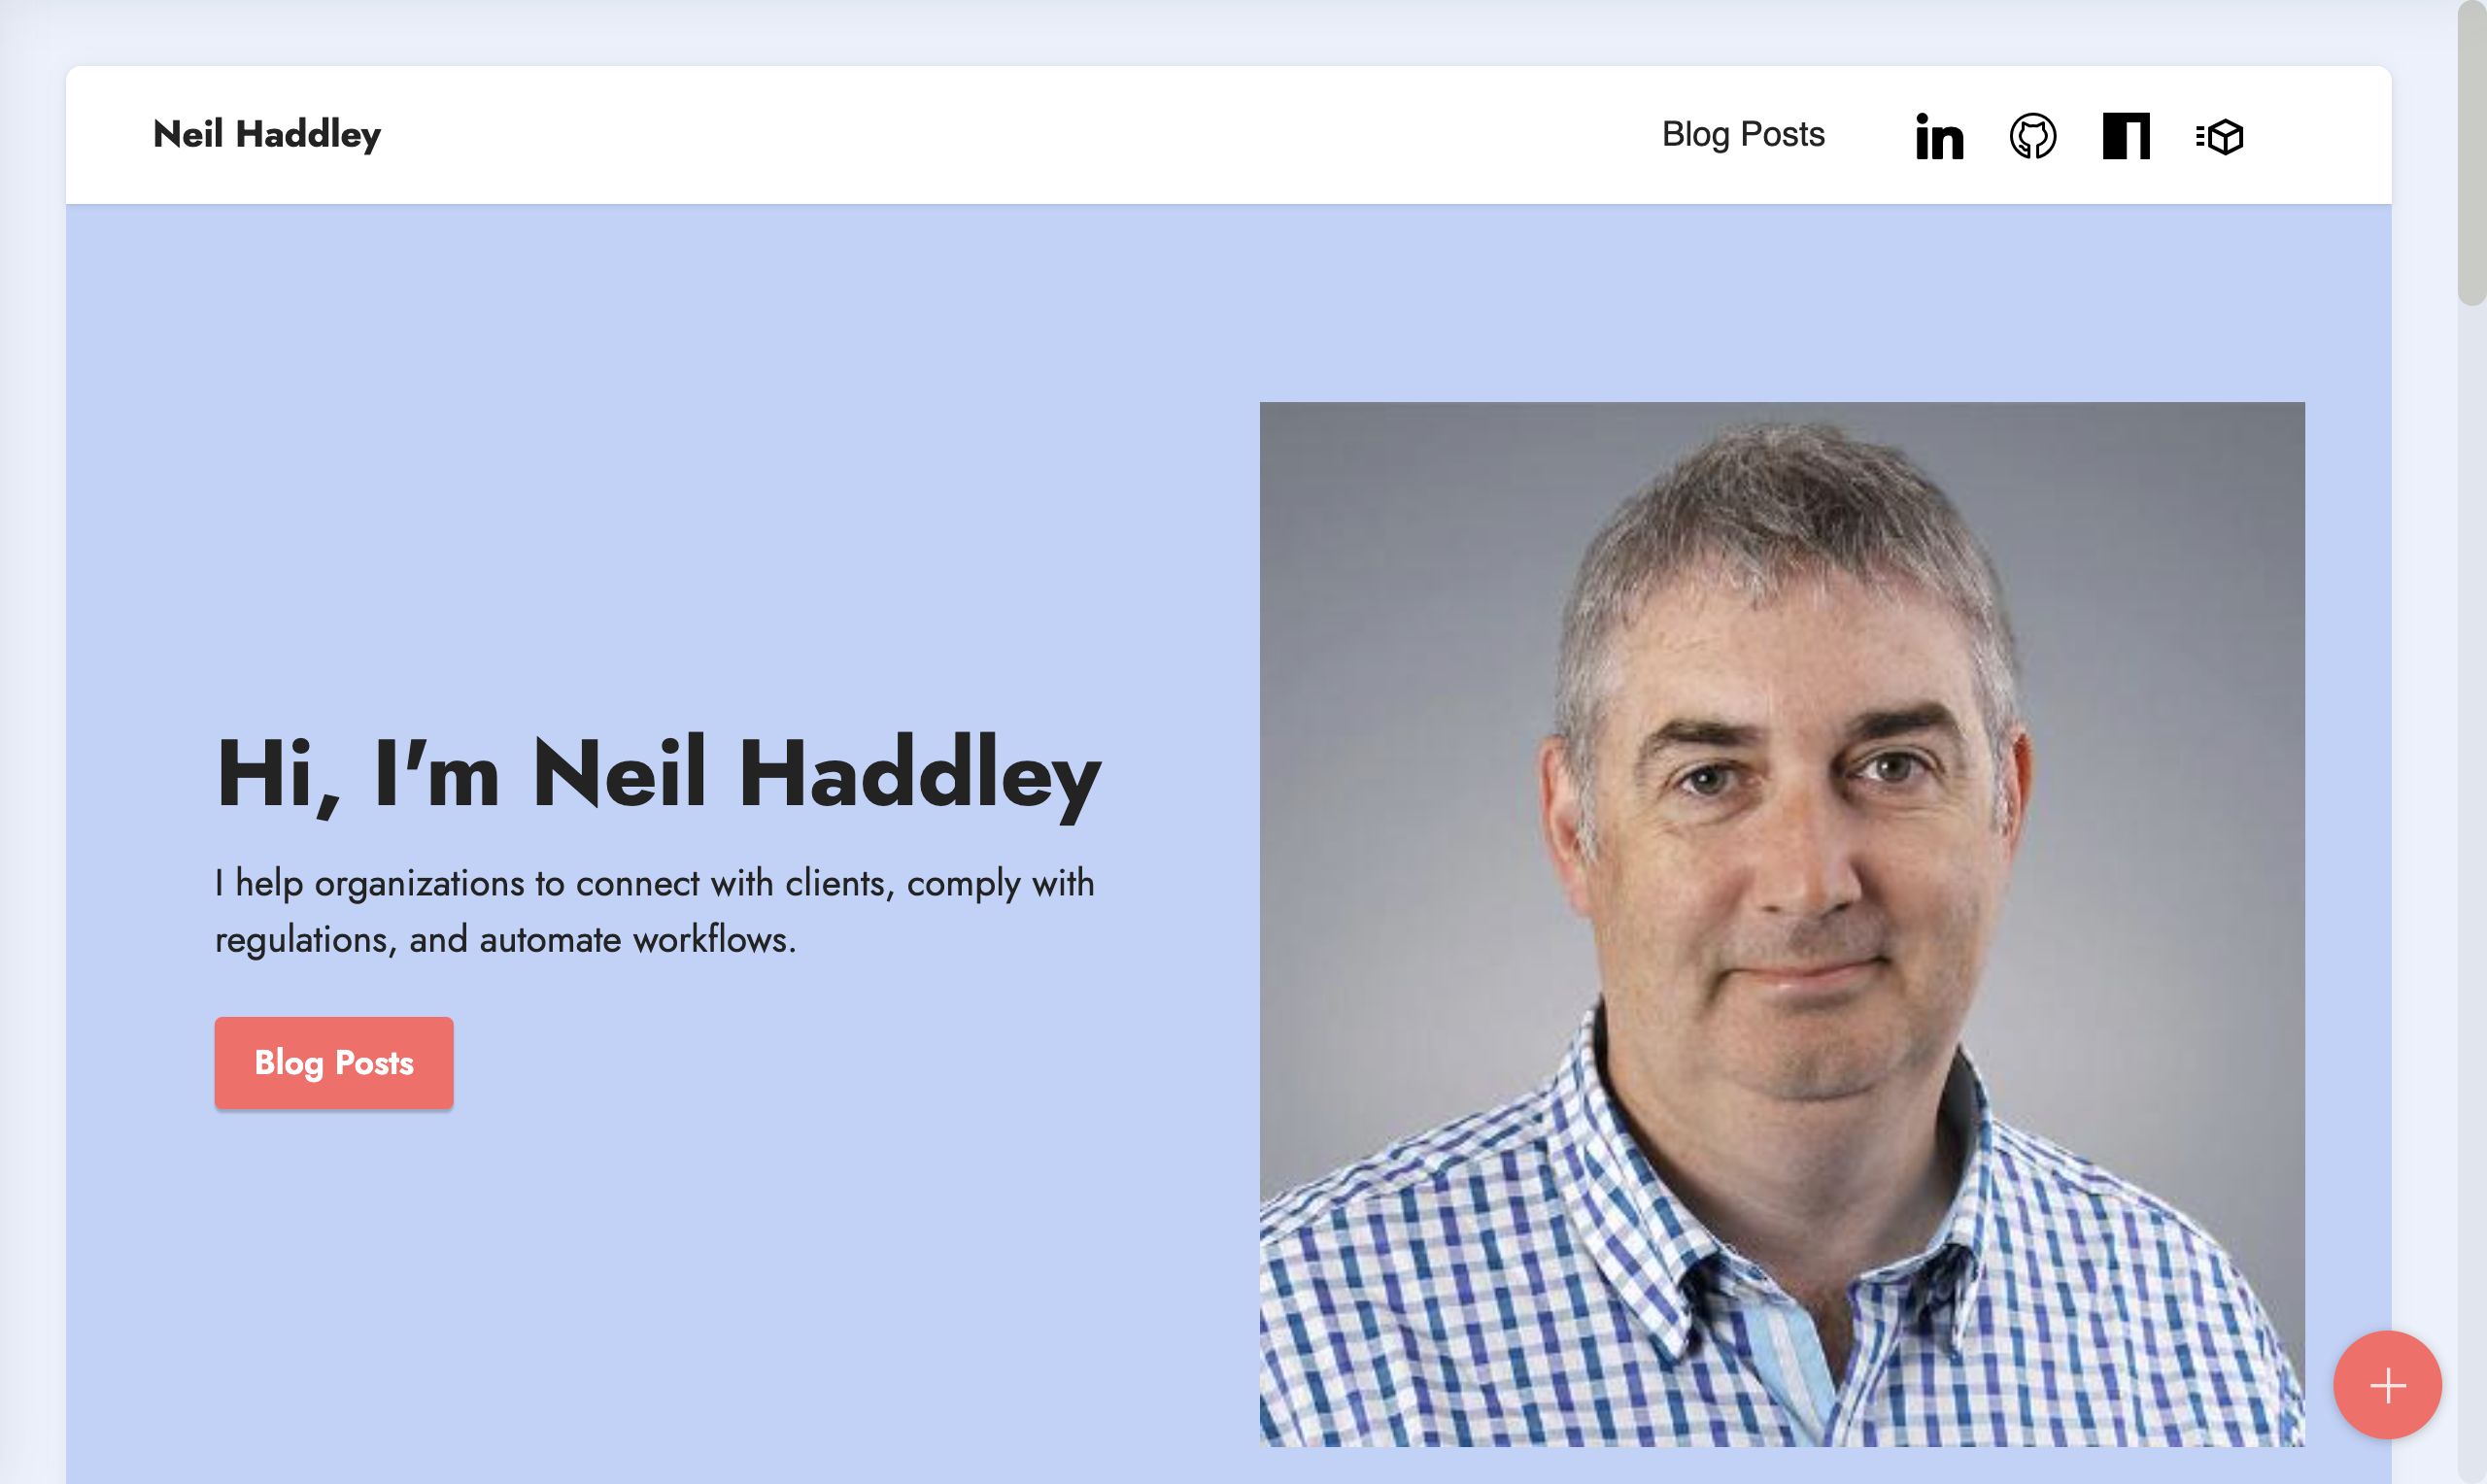 Neil Haddley
Blog Posts
Hi, I'm Neil Haddley
I help organizations to connect with clients, comply with
regulations, and automate workflows.
Blog Posts